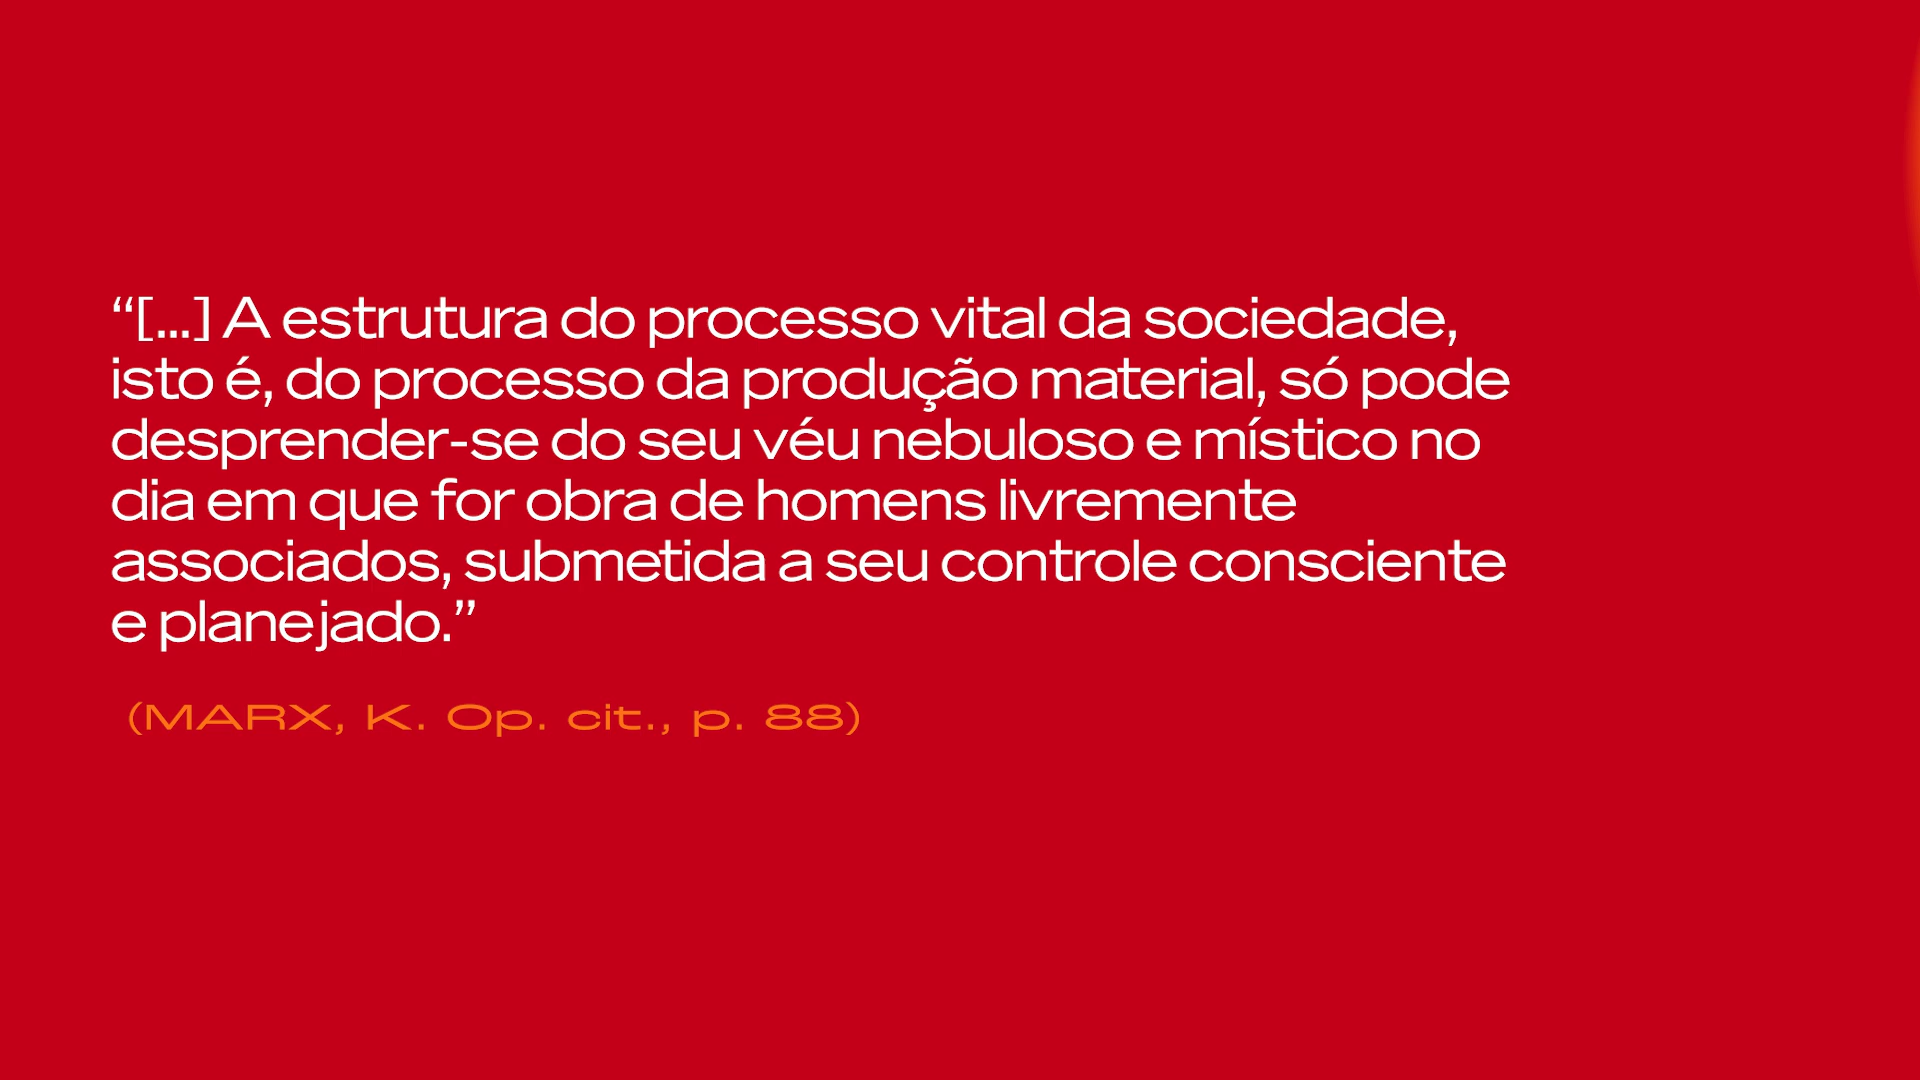 “[...] A estrutura do processo vital da sociedade,
isto é, do processo da produção material, só pode
desprender-se do seu véu nebuloso e místico no
dia em que for obra de homens livremente
associados, submetida a seu controle consciente
e planejado.”
(MARX, K. Op. cit., p. 88)